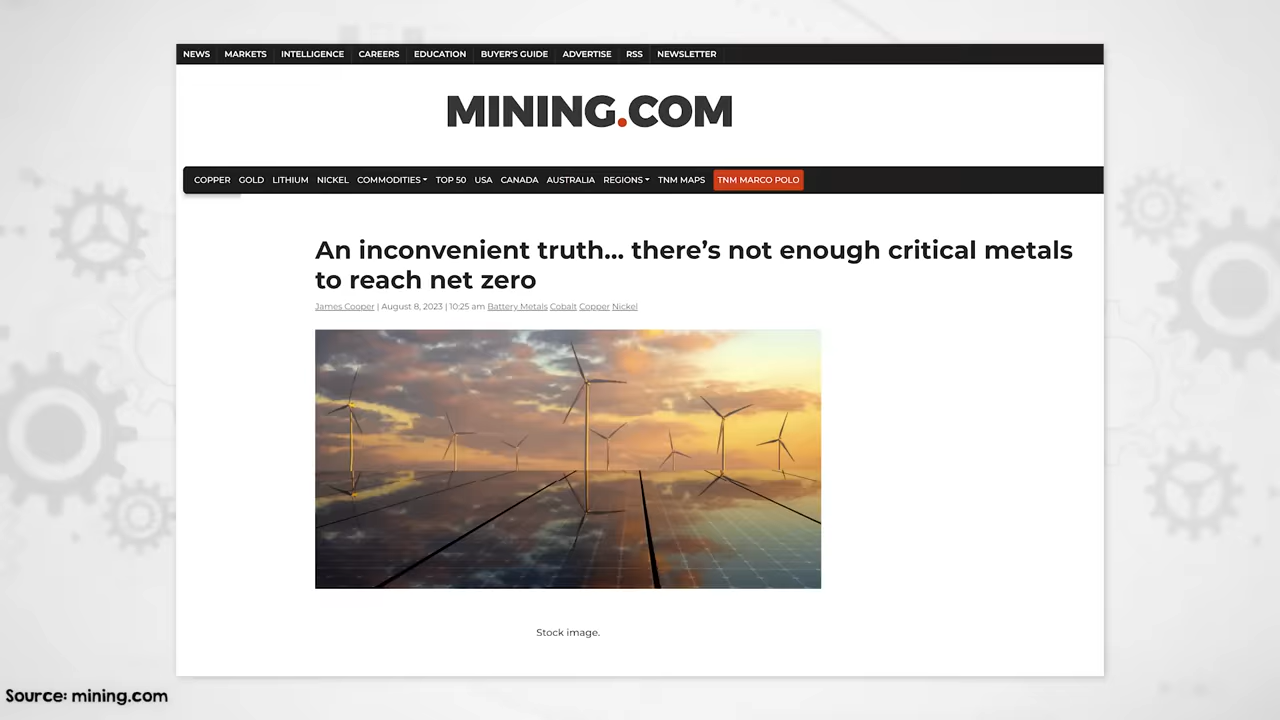 NEWS MARKETS INTELLIGENCE CAREERS EDUCATION BUYER'S GUIDE ADVERTISE RSS NEWSLETTER
MINING.COM
COPPER GOLD LITHIUM NICKEL COMMODITIES TOP 50 USA CANADA AUSTRALIA REGIONS TNM MAPS TNM MARCO POLO
An inconvenient truth... there's not enough critical metals
to reach net zero
James Cooper | August 8, 2023 | 10:25 am Battery Metals Cobalt Copper Nickel
Stock image.
Source: mining.com